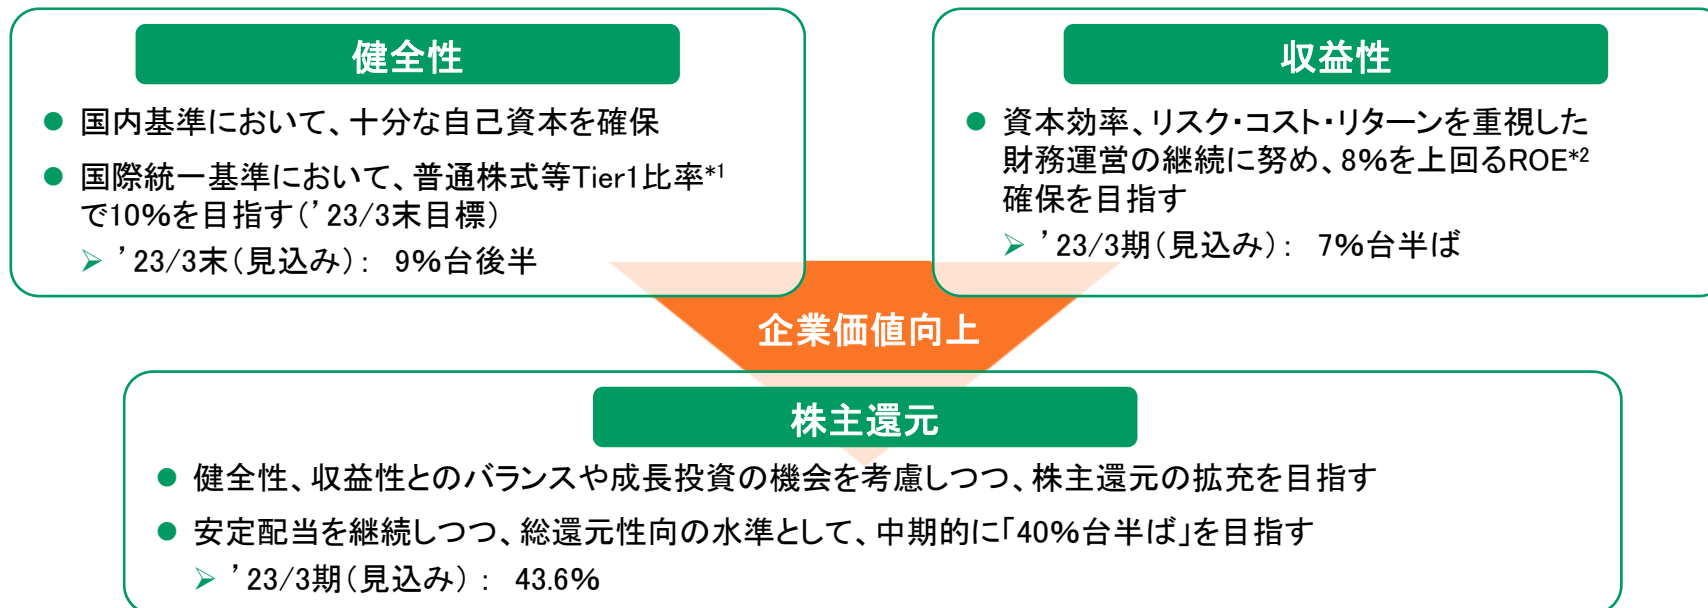 健全性
● 国内基準において、十分な自己資本を確保
● 国際統一基準において、普通株式等Tier1比率*1
で10%を目指す(’23/3末目標)
➢ ’23/3末(見込み): 9%台後半
収益性
● 資本効率、リスク・コスト・リターンを重視した
財務運営の継続に努め、8%を上回るROE*2
確保を目指す
➢ ’23/3期(見込み): 7%台半ば
企業価値向上
株主還元
● 健全性、収益性とのバランスや成長投資の機会を考慮しつつ、株主還元の拡充を目指す
● 安定配当を継続しつつ、総還元性向の水準として、中期的に「40%台半ば」を目指す
➢ ’23/3期(見込み) : 43.6%